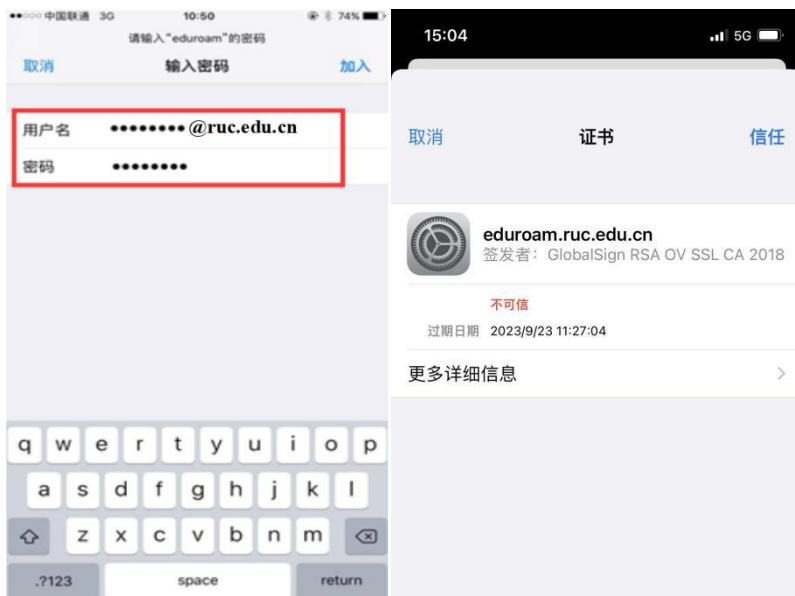 中国联通 3G 10:50 74%
请输入“eduroam”的密码
取消 输入密码 加入
用户名 ●●●●●●●● @ruc.edu.cn
密码 ●●●●●●●●
q w e r t y u i o p
a s d f g h j k l
z x c v b n m
.?123 space return
15:04 5G
取消 证书 信任
eduroam.ruc.edu.cn
签发者：GlobalSign RSA OV SSL CA 2018
不可信
过期日期 2023/9/23 11:27:04
更多详细信息